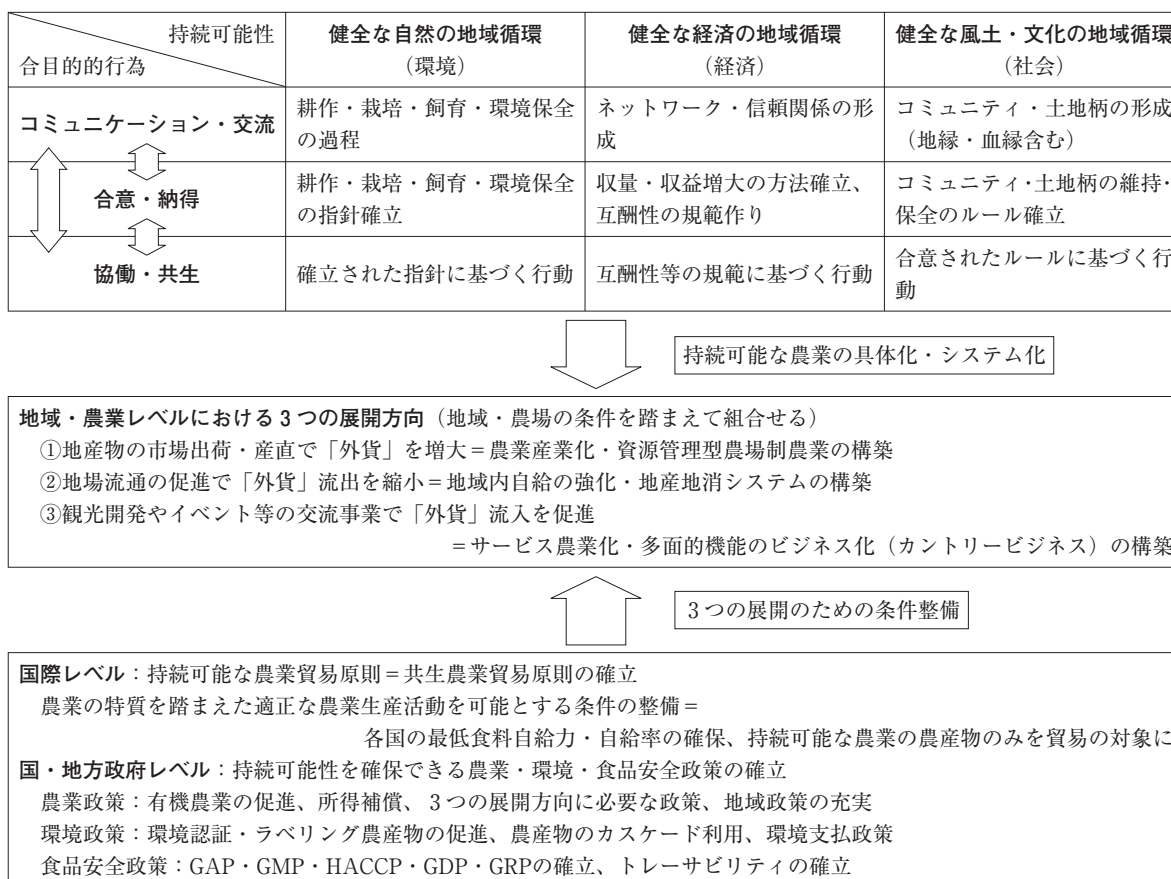 持続可能性
合目的的行為
健全な自然の地域循環
（環境）
健全な経済の地域循環
（経済）
健全な風土・文化の地域循環
（社会）
コミュニケーション・交流
耕作・栽培・飼育・環境保全
の過程
ネットワーク・信頼関係の形
成
コミュニティ・土地柄の形成
（地縁・血縁含む）
合意・納得
耕作・栽培・飼育・環境保全
の指針確立
収量・収益増大の方法確立、
互酬性の規範作り
コミュニティ・土地柄の維持・
保全のルール確立
協働・共生
確立された指針に基づく行動
互酬性等の規範に基づく行動
合意されたルールに基づく行
動
持続可能な農業の具体化・システム化
地域・農業レベルにおける３つの展開方向（地域・農場の条件を踏まえて組合せる）
①地産物の市場出荷・産直で「外貨」を増大＝農業産業化・資源管理型農場制農業の構築
②地場流通の促進で「外貨」流出を縮小＝地域内自給の強化・地産地消システムの構築
③観光開発やイベント等の交流事業で「外貨」流入を促進
＝サービス農業化・多面的機能のビジネス化（カントリービジネス）の構築
３つの展開のための条件整備
国際レベル：持続可能な農業貿易原則＝共生農業貿易原則の確立
農業の特質を踏まえた適正な農業生産活動を可能とする条件の整備＝
各国の最低食料自給力・自給率の確保、持続可能な農業の農産物のみを貿易の対象に
国・地方政府レベル：持続可能性を確保できる農業・環境・食品安全政策の確立
農業政策：有機農業の促進、所得補償、３つの展開方向に必要な政策、地域政策の充実
環境政策：環境認証・ラベリング農産物の促進、農産物のカスケード利用、環境支払政策
食品安全政策：GAP・GMP・HACCP・GDP・GRPの確立、トレーサビリティの確立